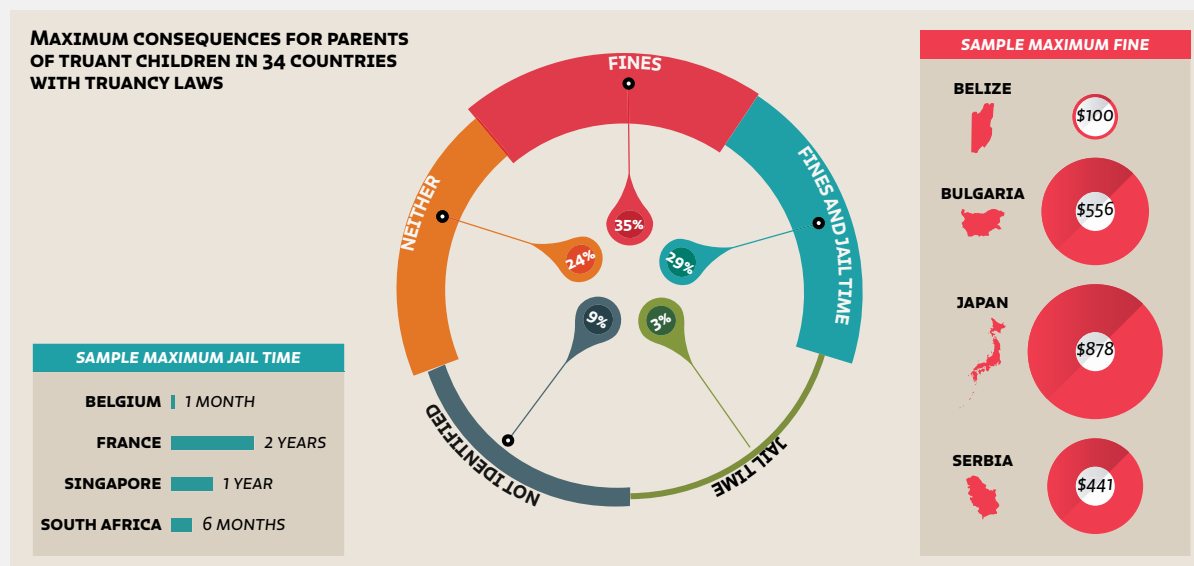 MAXIMUM CONSEQUENCES FOR PARENTS
OF TRUANT CHILDREN IN 34 COUNTRIES
WITH TRUANCY LAWS
FINES
35%
FINES AND JAIL TIME
29%
NEITHER
24%
NOT IDENTIFIED
9%
JAIL TIME
3%
SAMPLE MAXIMUM JAIL TIME
BELGIUM 1 MONTH
FRANCE 2 YEARS
SINGAPORE 1 YEAR
SOUTH AFRICA 6 MONTHS
SAMPLE MAXIMUM FINE
BELIZE
$100
BULGARIA
$556
JAPAN
$878
SERBIA
$441